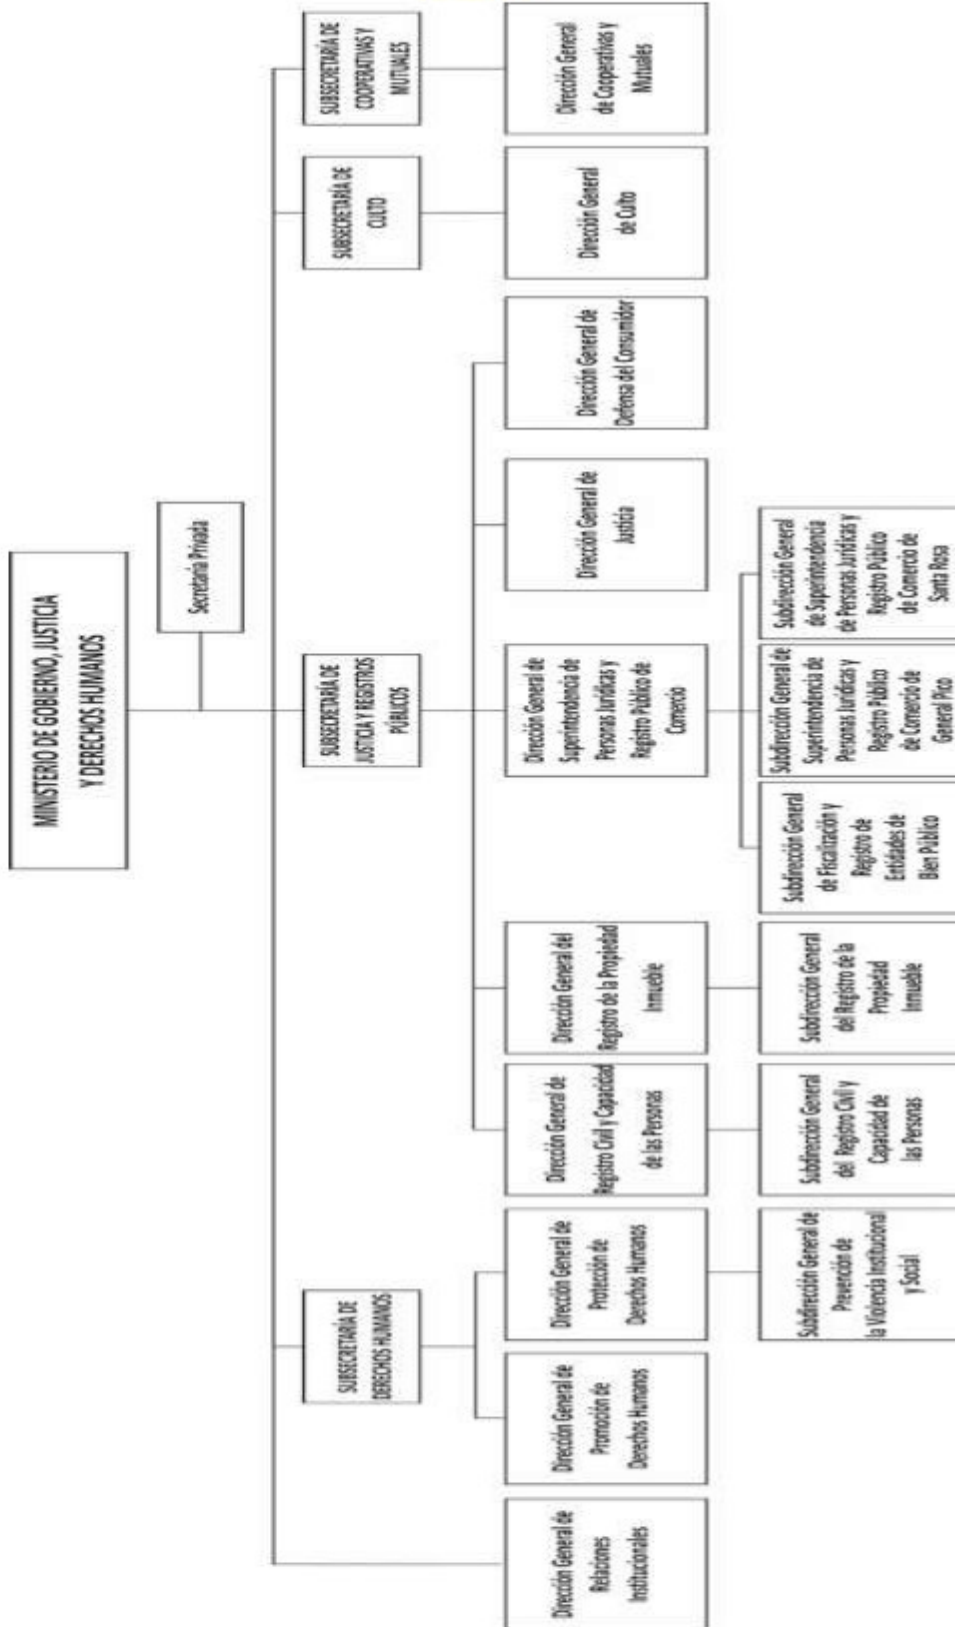 MINISTERIO DE GOBIERNO, JUSTICIA
Y DERECHOS HUMANOS
Secretaría Privada
SUBSECRETARÍA DE
DERECHOS HUMANOS
SUBSECRETARÍA DE
JUSTICIA Y REGISTROS
PÚBLICOS
SUBSECRETARÍA DE
CULTO
SUBSECRETARÍA DE
COOPERATIVAS Y
MUTUALES
Dirección General de
Relaciones
Institucionales
Dirección General de
Promoción de
Derechos Humanos
Dirección General de
Protección de
Derechos Humanos
Dirección General de
Registro Civil y Capacidad
de las Personas
Dirección General del
Registro de la Propiedad
Inmueble
Dirección General de
Superintendencia de
Personas Jurídicas y
Registro Público de
Comercio
Dirección General de
Justicia
Dirección General de
Defensa del Consumidor
Dirección General
de Culto
Dirección General
de Cooperativas y
Mutuales
Subdirección General de
Prevención de
la Violencia Institucional
y Social
Subdirección General
del Registro Civil y
Capacidad de
las Personas
Subdirección General
del Registro de la
Propiedad
Inmueble
Subdirección General
de Fiscalización y
Registro de
Entidades de
Bien Público
Subdirección General de
Superintendencia de
Personas Jurídicas y
Registro Público
de Comercio de
General Pico
Subdirección General
de Superintendencia
de Personas Jurídicas y
Registro Público
de Comercio de
Santa Rosa